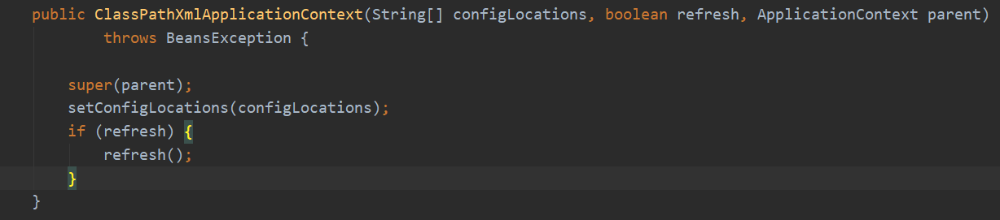 public ClassPathXmlApplicationContext(String[] configLocations, boolean refresh, ApplicationContext parent)
throws BeansException {
super(parent);
setConfigLocations(configLocations);
if (refresh) {
refresh();
}
}